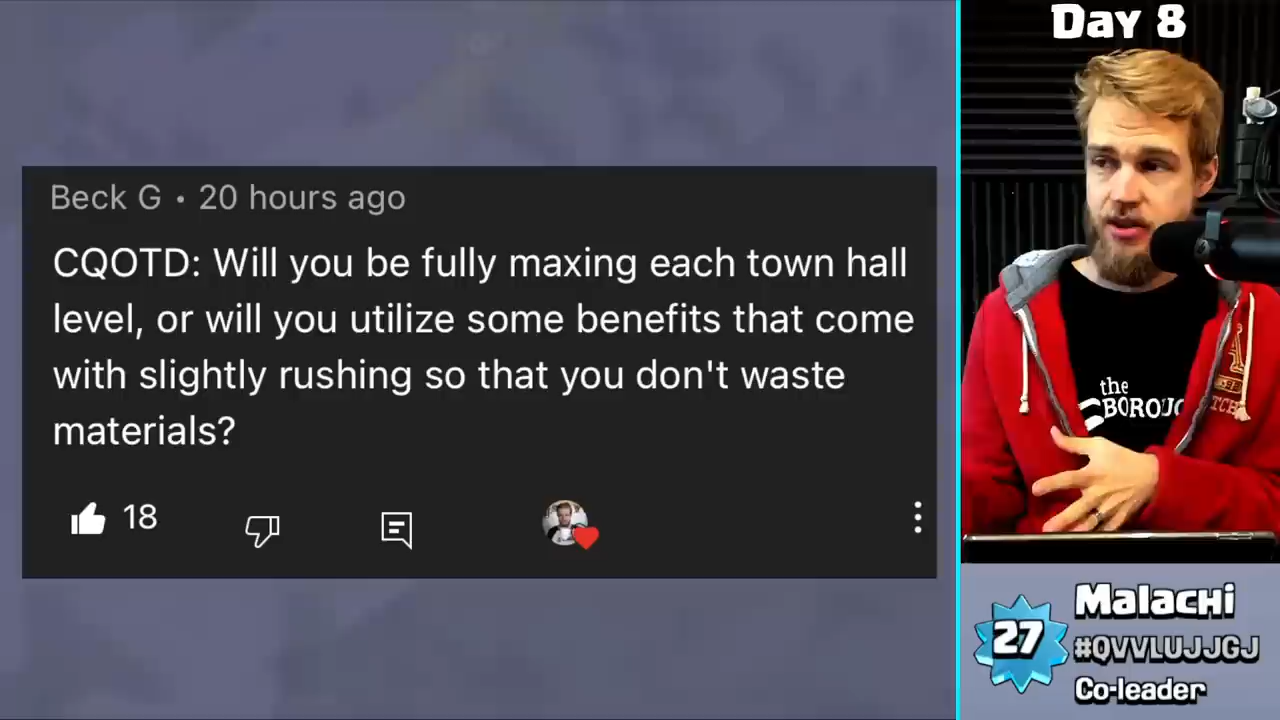 Beck G • 20 hours ago
CQOTD: Will you be fully maxing each town hall
level, or will you utilize some benefits that come
with slightly rushing so that you don't waste
materials?
18
Day 8
the
BOROUG
27
Malachi
#QVVLUJJGJ
Co-leader